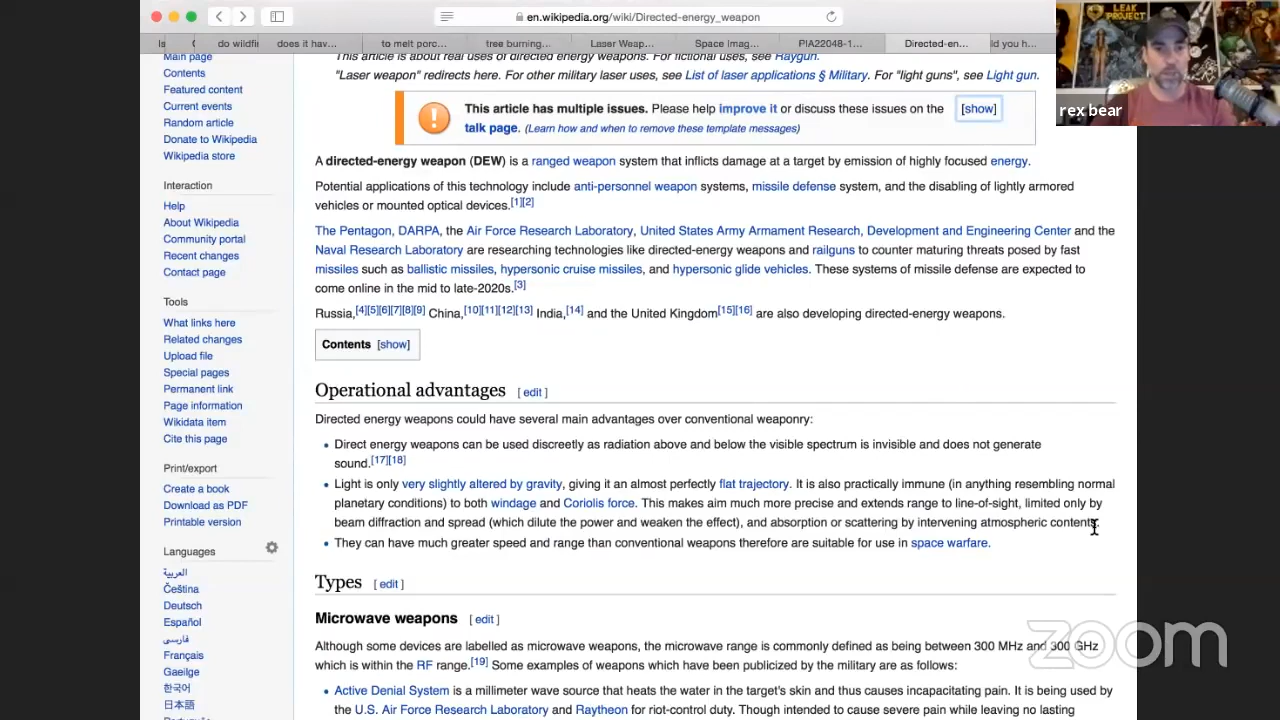 en.wikipedia.org/wiki/Directed-energy_weapon
do wildfi
does it hav...
to melt porc...
tree burning...
Laser Weap...
Space Imag...
PIA22048-1...
Directed-en...
ld you h...
LEAK PROJECT
rex bear
Main page
Contents
Featured content
Current events
Random article
Donate to Wikipedia
Wikipedia store
Interaction
Help
About Wikipedia
Community portal
Recent changes
Contact page
Tools
What links here
Related changes
Upload file
Special pages
Permanent link
Page information
Wikidata item
Cite this page
Print/export
Create a book
Download as PDF
Printable version
Languages
العربية
Čeština
Deutsch
Español
فارسی
Français
Gaeilge
한국어
日本語
This article is about real uses of directed energy weapons. For fictional uses, see Raygun.
"Laser weapon" redirects here. For other military laser uses, see List of laser applications § Military. For "light guns", see Light gun.
This article has multiple issues. Please help improve it or discuss these issues on the [show]
talk page. (Learn how and when to remove these template messages)
A directed-energy weapon (DEW) is a ranged weapon system that inflicts damage at a target by emission of highly focused energy.
Potential applications of this technology include anti-personnel weapon systems, missile defense system, and the disabling of lightly armored
vehicles or mounted optical devices.[1][2]
The Pentagon, DARPA, the Air Force Research Laboratory, United States Army Armament Research, Development and Engineering Center and the
Naval Research Laboratory are researching technologies like directed-energy weapons and railguns to counter maturing threats posed by fast
missiles such as ballistic missiles, hypersonic cruise missiles, and hypersonic glide vehicles. These systems of missile defense are expected to
come online in the mid to late-2020s.[3]
Russia,[4][5][6][7][8][9] China,[10][11][12][13] India,[14] and the United Kingdom[15][16] are also developing directed-energy weapons.
Contents [show]
Operational advantages [ edit ]
Directed energy weapons could have several main advantages over conventional weaponry:
• Direct energy weapons can be used discreetly as radiation above and below the visible spectrum is invisible and does not generate
sound.[17][18]
• Light is only very slightly altered by gravity, giving it an almost perfectly flat trajectory. It is also practically immune (in anything resembling normal
planetary conditions) to both windage and Coriolis force. This makes aim much more precise and extends range to line-of-sight, limited only by
beam diffraction and spread (which dilute the power and weaken the effect), and absorption or scattering by intervening atmospheric contents.
• They can have much greater speed and range than conventional weapons therefore are suitable for use in space warfare.
Types [ edit ]
Microwave weapons [ edit ]
Although some devices are labelled as microwave weapons, the microwave range is commonly defined as being between 300 MHz and 300 GHz
which is within the RF range.[19] Some examples of weapons which have been publicized by the military are as follows:
• Active Denial System is a millimeter wave source that heats the water in the target's skin and thus causes incapacitating pain. It is being used by
the U.S. Air Force Research Laboratory and Raytheon for riot-control duty. Though intended to cause severe pain while leaving no lasting
zoom